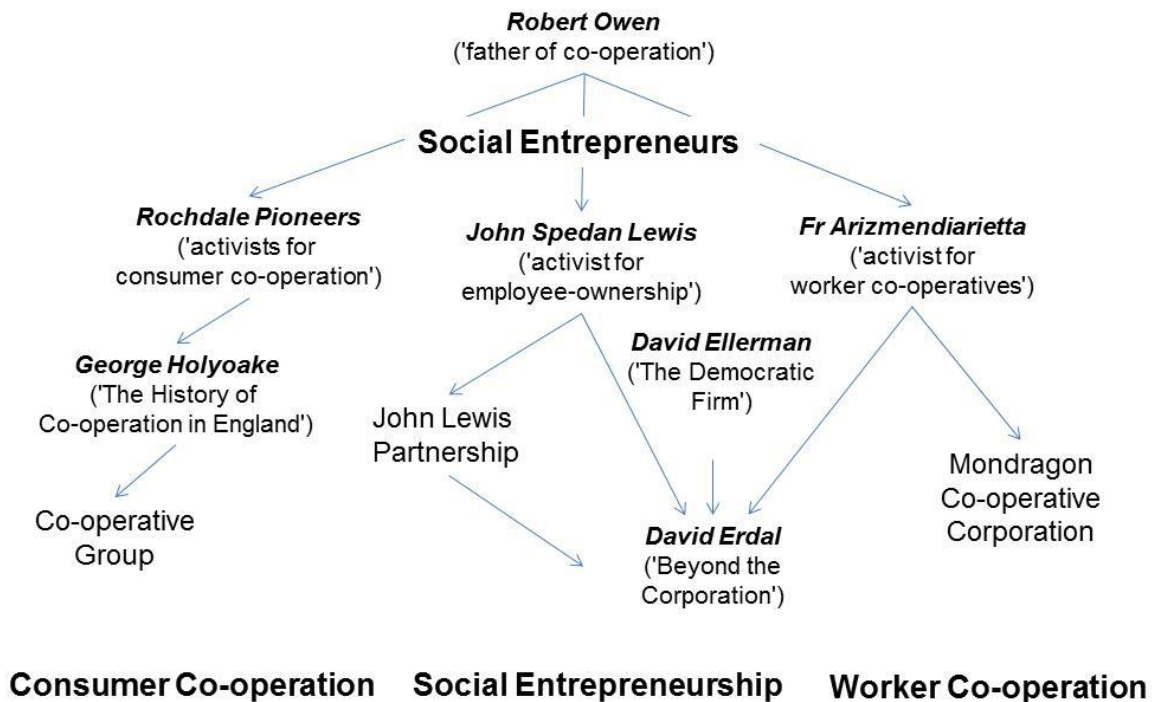 Robert Owen
('father of co-operation')
Social Entrepreneurs
Rochdale Pioneers
('activists for
consumer co-operation')
John Spedan Lewis
('activist for
employee-ownership')
Fr Arizmendiarietta
('activist for
worker co-operatives')
George Holyoake
('The History of
Co-operation in England')
David Ellerman
('The Democratic
Firm')
John Lewis
Partnership
Mondragon
Co-operative
Corporation
Co-operative
Group
David Erdal
('Beyond the
Corporation')
Consumer Co-operation
Social Entrepreneurship
Worker Co-operation